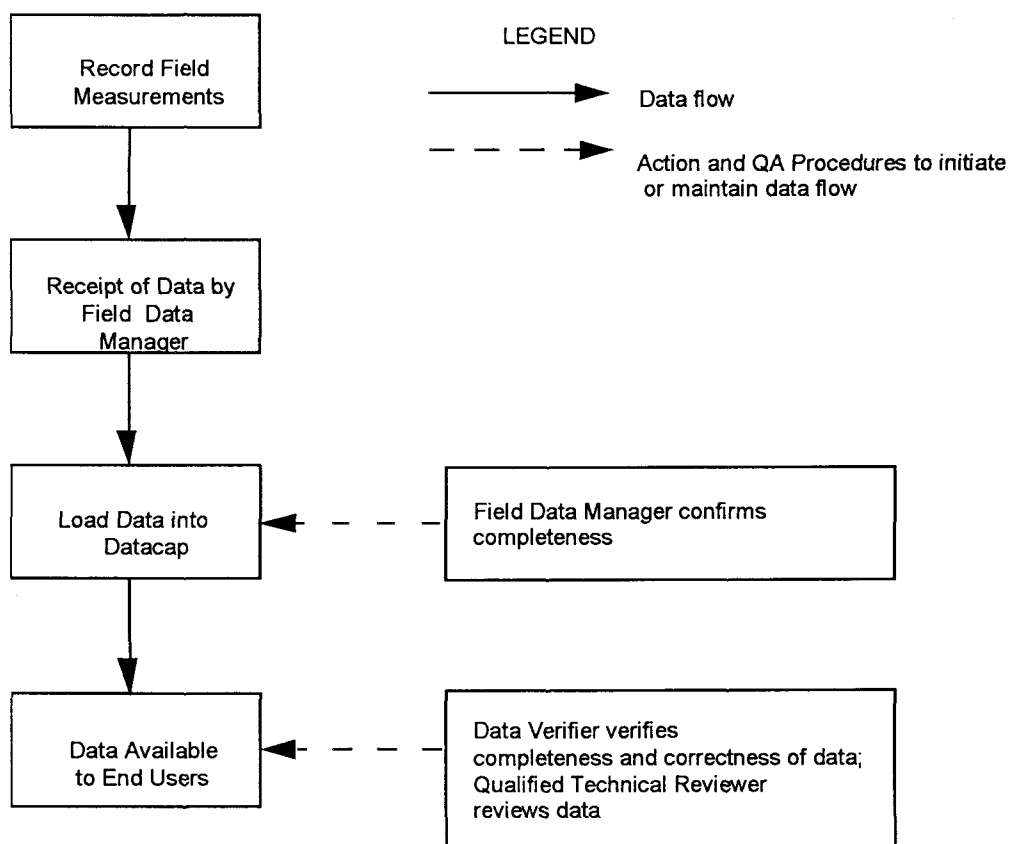 Record Field
Measurements
LEGEND
Data flow
Action and QA Procedures to initiate
or maintain data flow
Receipt of Data by
Field Data
Manager
Load Data into
Datacap
Field Data Manager confirms
completeness
Data Available
to End Users
Data Verifier verifies
completeness and correctness of data;
Qualified Technical Reviewer
reviews data